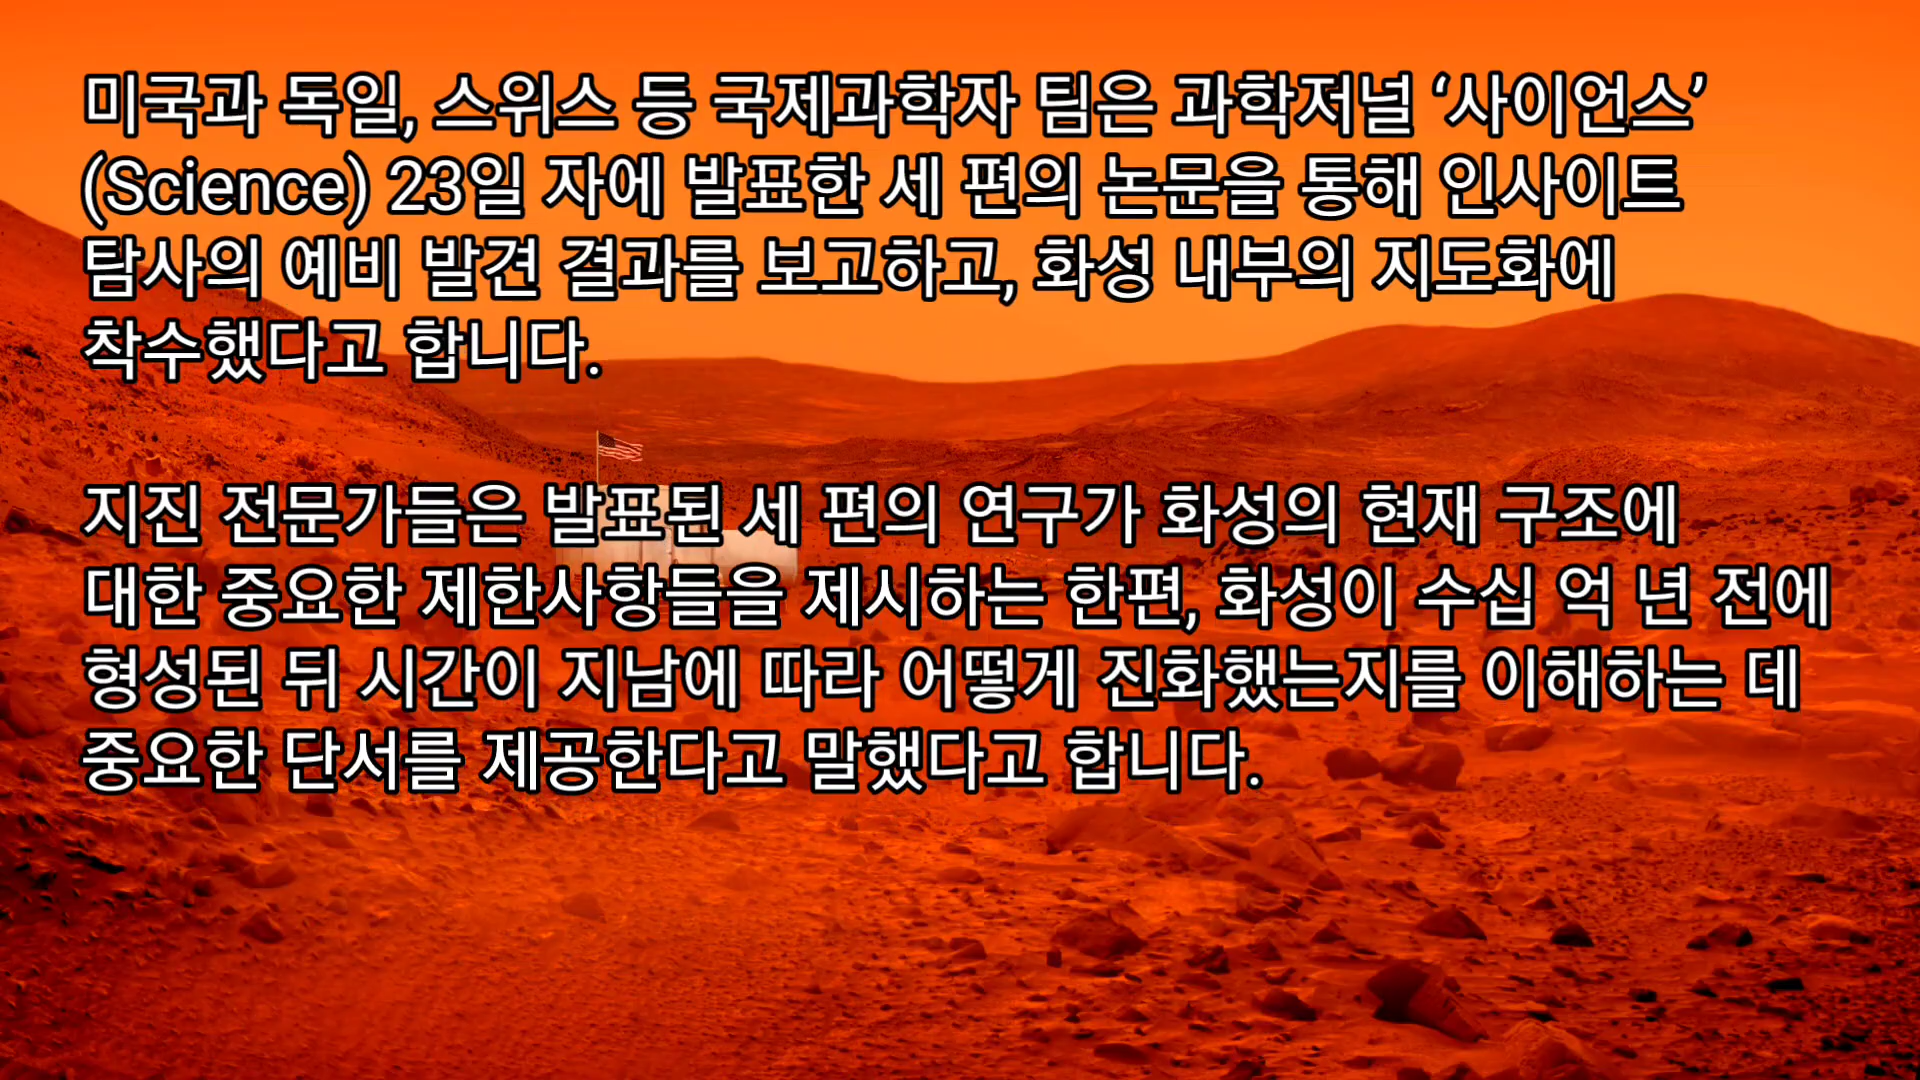 미국과 독일, 스위스 등 국제과학자 팀은 과학저널 ‘사이언스’
(Science) 23일 자에 발표한 세 편의 논문을 통해 인사이트
탐사의 예비 발견 결과를 보고하고, 화성 내부의 지도화에
착수했다고 합니다.
지진 전문가들은 발표된 세 편의 연구가 화성의 현재 구조에
대한 중요한 제한사항들을 제시하는 한편, 화성이 수십 억 년 전에
형성된 뒤 시간이 지남에 따라 어떻게 진화했는지를 이해하는 데
중요한 단서를 제공한다고 말했다고 합니다.